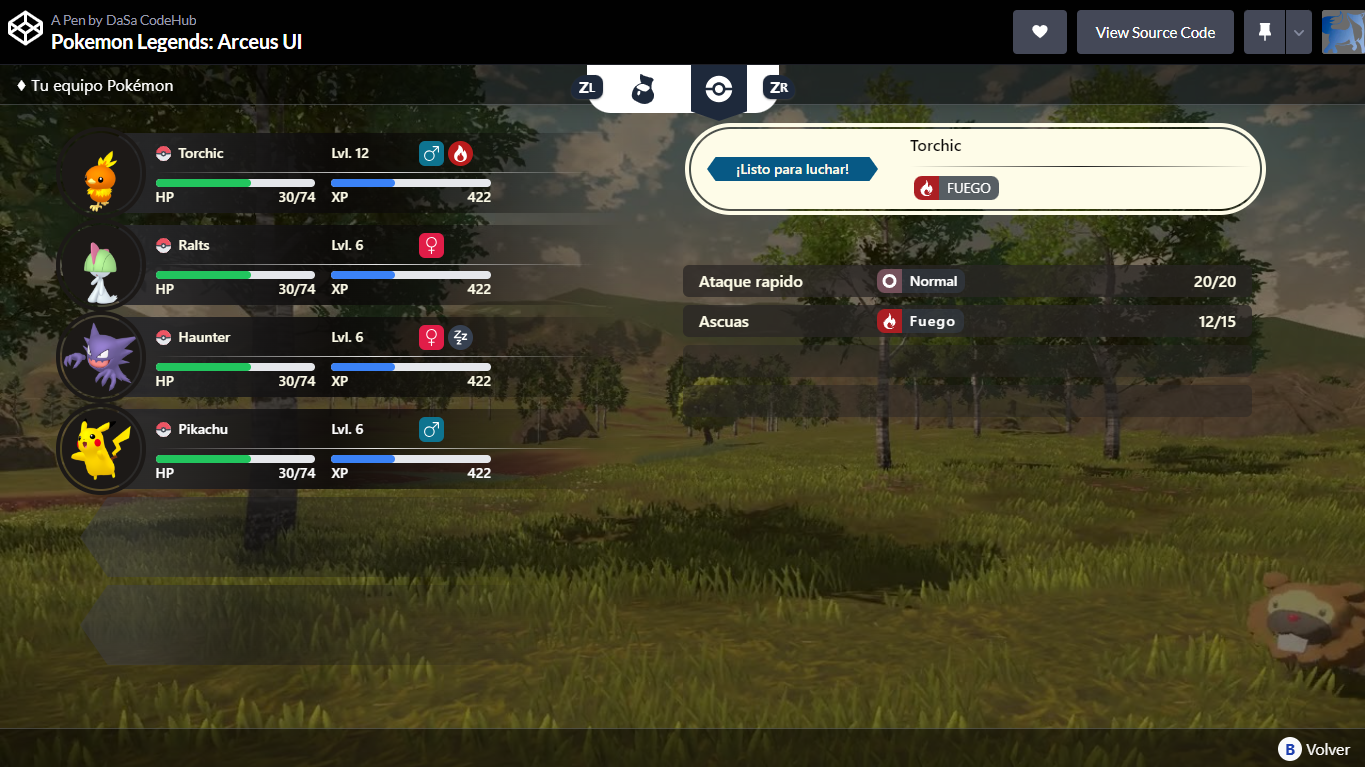 A Pen by DaSa CodeHub
Pokemon Legends: Arceus UI
View Source Code
♦ Tu equipo Pokémon
ZL
ZR
Torchic Lvl. 12
HP 30/74 XP 422
Ralts Lvl. 6
HP 30/74 XP 422
Haunter Lvl. 6
Zz
HP 30/74 XP 422
Pikachu Lvl. 6
HP 30/74 XP 422
Torchic
¡Listo para luchar!
FUEGO
Ataque rapido Normal 20/20
Ascuas Fuego 12/15
B Volver